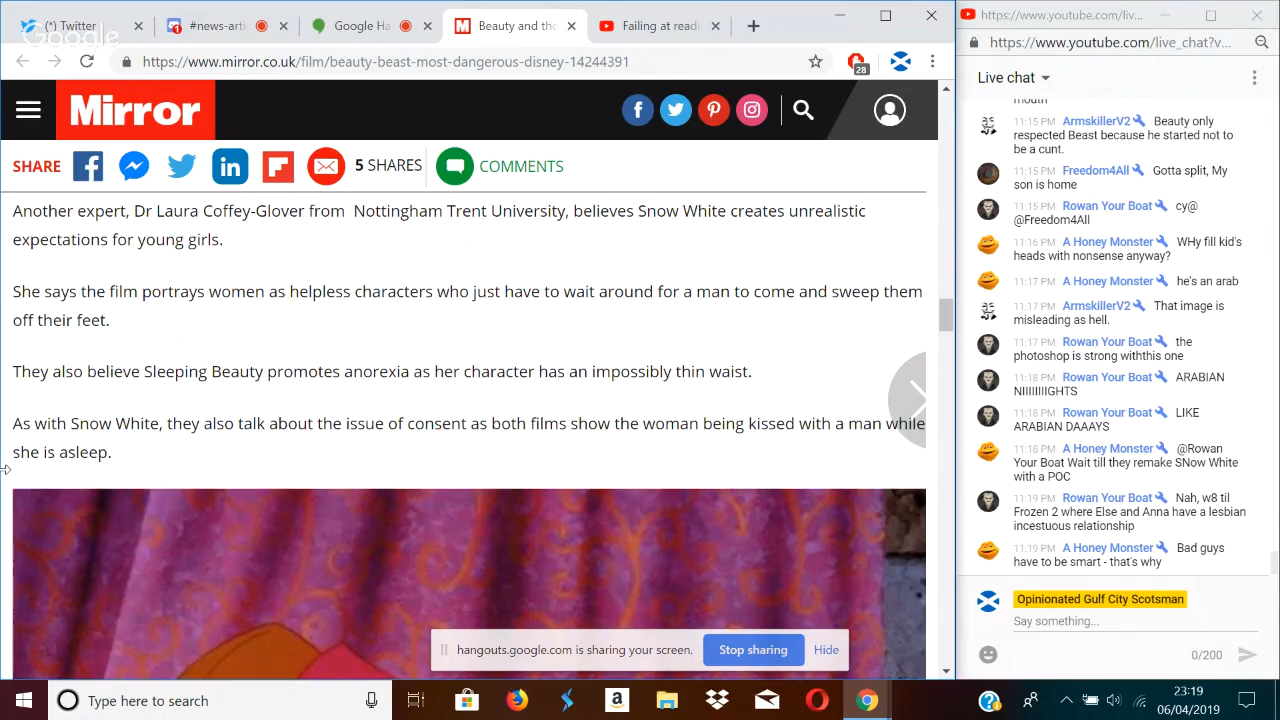 (*) Twitter
#news-arti
Google Ha
Beauty and the
Failing at readi
Google
https://www.youtube.com/liv...
https://www.mirror.co.uk/film/beauty-beast-most-dangerous-disney-14244391
28
https://www.youtube.com/live_chat?v...
Mirror
Live chat
SHARE
5 SHARES
COMMENTS
Another expert, Dr Laura Coffey-Glover from Nottingham Trent University, believes Snow White creates unrealistic
expectations for young girls.
She says the film portrays women as helpless characters who just have to wait around for a man to come and sweep them
off their feet.
They also believe Sleeping Beauty promotes anorexia as her character has an impossibly thin waist.
As with Snow White, they also talk about the issue of consent as both films show the woman being kissed with a man while
she is asleep.
hangouts.google.com is sharing your screen.
Stop sharing
Hide
mouth
11:15 PM ArmskillerV2 Beauty only
respected Beast because he started not to
be a cunt.
11:15 PM Freedom4All Gotta split, My
son is home
11:15 PM Rowan Your Boat cy@
@Freedom4All
11:16 PM A Honey Monster WHy fill kid's
heads with nonsense anyway?
11:17 PM A Honey Monster he's an arab
11:17 PM ArmskillerV2 That image is
misleading as hell.
11:17 PM Rowan Your Boat the
photoshop is strong withthis one
11:18 PM Rowan Your Boat ARABIAN
NIIIIIIIGHTS
11:18 PM Rowan Your Boat LIKE
ARABIAN DAAAYS
11:18 PM A Honey Monster @Rowan
Your Boat Wait till they remake SNow White
with a POC
11:19 PM Rowan Your Boat Nah, w8 til
Frozen 2 where Else and Anna have a lesbian
incestuous relationship
11:19 PM A Honey Monster Bad guys
have to be smart - that's why
Opinionated Gulf City Scotsman
Say something...
0/200
Type here to search
23:19
06/04/2019